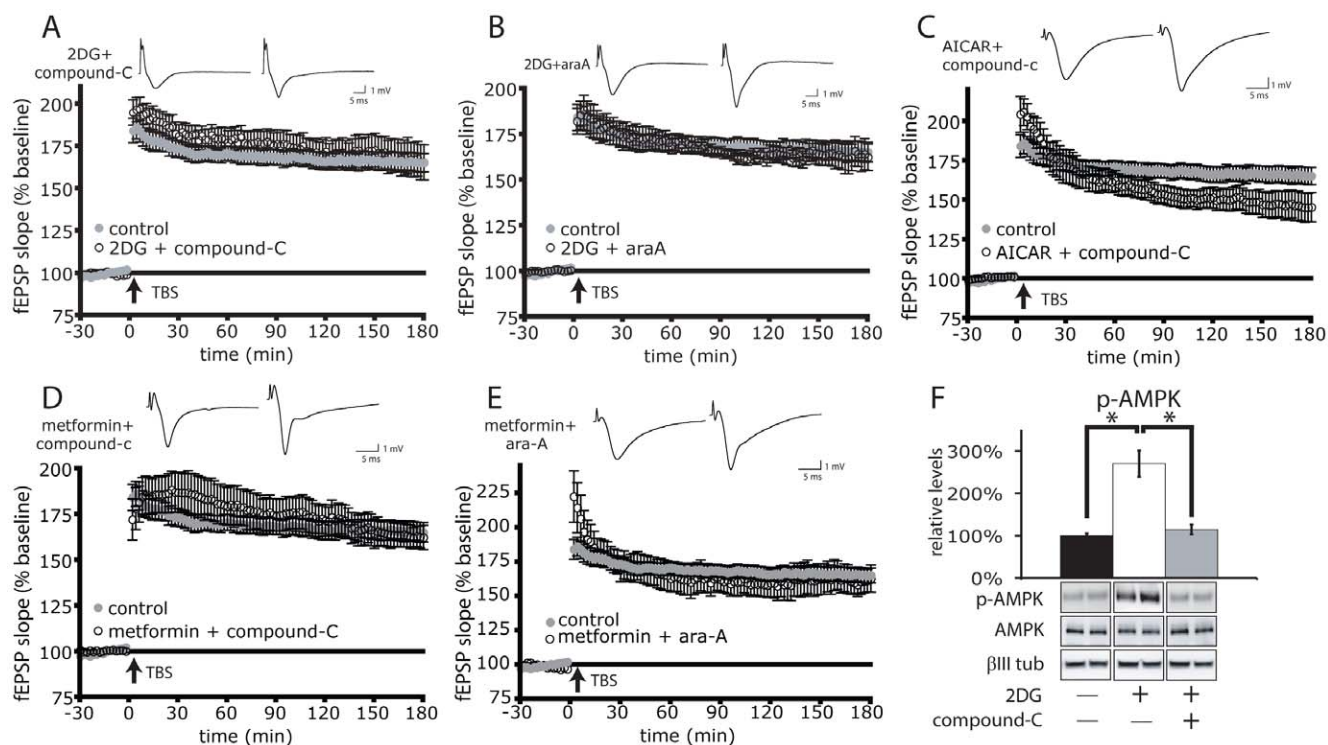 A
2DG+
compound-C
1 mV
5 ms
fEPSP slope (% baseline)
200
175
150
125
100
75
control
2DG + compound-C
TBS
-30 0 30 60 90 120 150 180
time (min)
B
2DG+araA
1 mV
5 ms
fEPSP slope (% baseline)
200
175
150
125
100
75
control
2DG + araA
TBS
-30 0 30 60 90 120 150 180
time (min)
C
AICAR+
compound-c
1 mV
5 ms
fEPSP slope (% baseline)
200
175
150
125
100
75
control
AICAR + compound-C
TBS
-30 0 30 60 90 120 150 180
time (min)
D
metformin+
compound-c
1 mV
5 ms
fEPSP slope (% baseline)
200
175
150
125
100
75
control
metformin + compound-C
TBS
-30 0 30 60 90 120 150 180
time (min)
E
metformin+
ara-A
1 mV
5 ms
fEPSP slope (% baseline)
225
200
175
150
125
100
75
control
metformin + ara-A
TBS
-30 0 30 60 90 120 150 180
time (min)
F
p-AMPK
* *
relative levels
300%
200%
100%
0%
p-AMPK
AMPK
βIII tub
2DG — + +
compound-C — — +